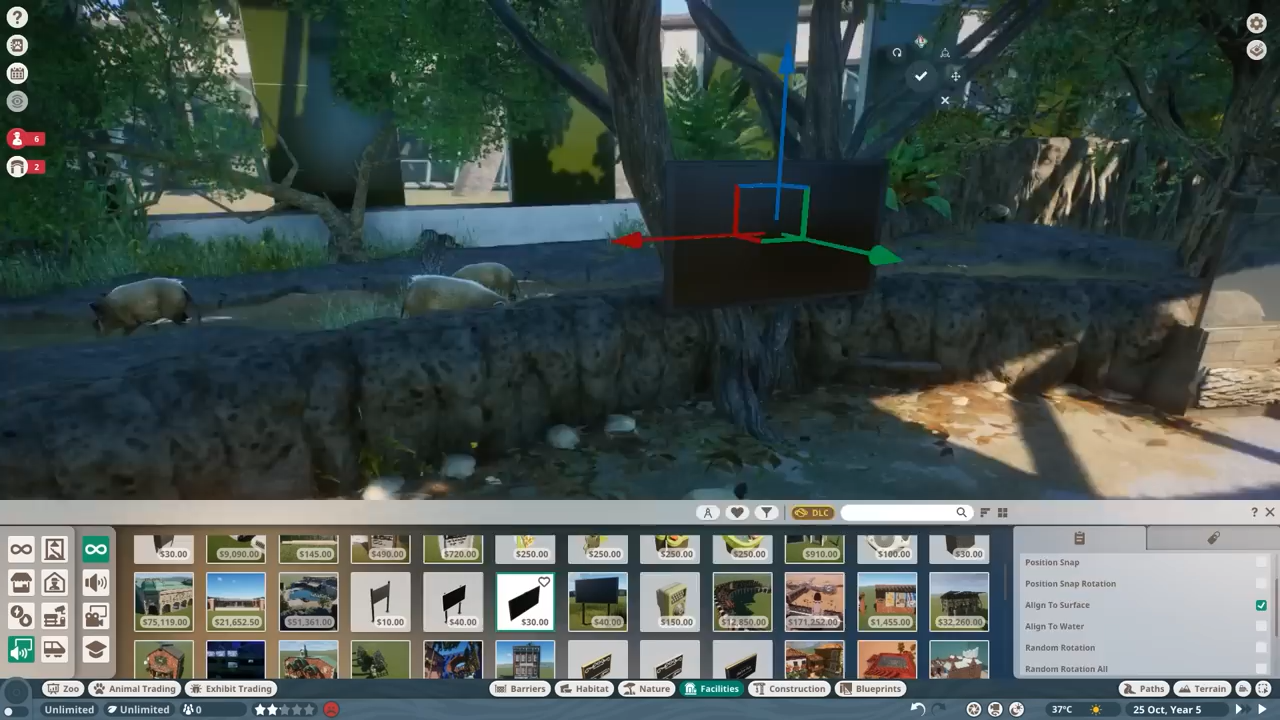 ?
6
2
DLC
? ×
$30.00 $9,090.00 $145.00 $490.00 $720.00 $250.00 $250.00 $250.00 $250.00 $910.00 $100.00 $30.00
$75,119.00 $21,652.50 $51,361.00 $10.00 $40.00 $30.00 $40.00 $150.00 $12,850.00 $171,252.00 $1,455.00 $32,260.00
Position Snap
Position Snap Rotation
Align To Surface
Align To Water
Random Rotation
Random Rotation All
Zoo Animal Trading Exhibit Trading Barriers Habitat Nature Facilities Construction Blueprints Paths Terrain
Unlimited Unlimited 0 37°C 25 Oct, Year 5